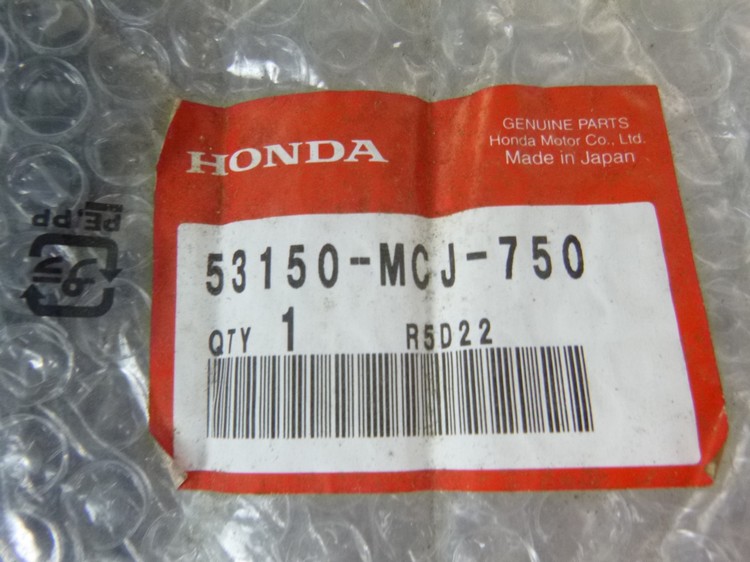 HONDA
GENUINE PARTS
Honda Motor Co., Ltd.
Made in Japan
53150-MCJ-750
QTY 1 R5D22
PE.PP